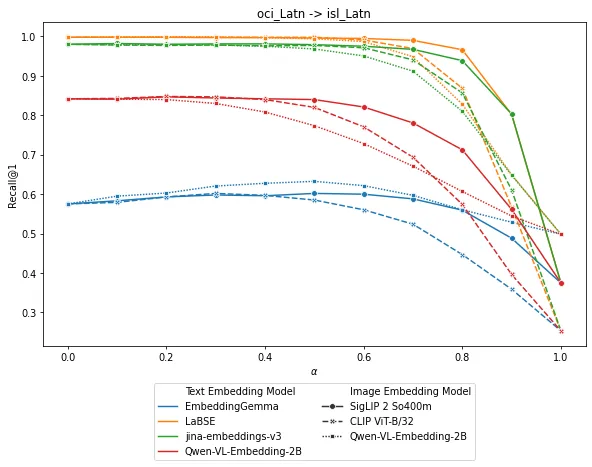 oci_Latn -> isl_Latn
1.0
0.9
0.8
0.7
0.6
0.5
0.4
0.3
Recall@1
0.0 0.2 0.4 0.6 0.8 1.0
α
Text Embedding Model Image Embedding Model
EmbeddingGemma SigLIP 2 So400m
LaBSE CLIP ViT-B/32
jina-embeddings-v3 Qwen-VL-Embedding-2B
Qwen-VL-Embedding-2B